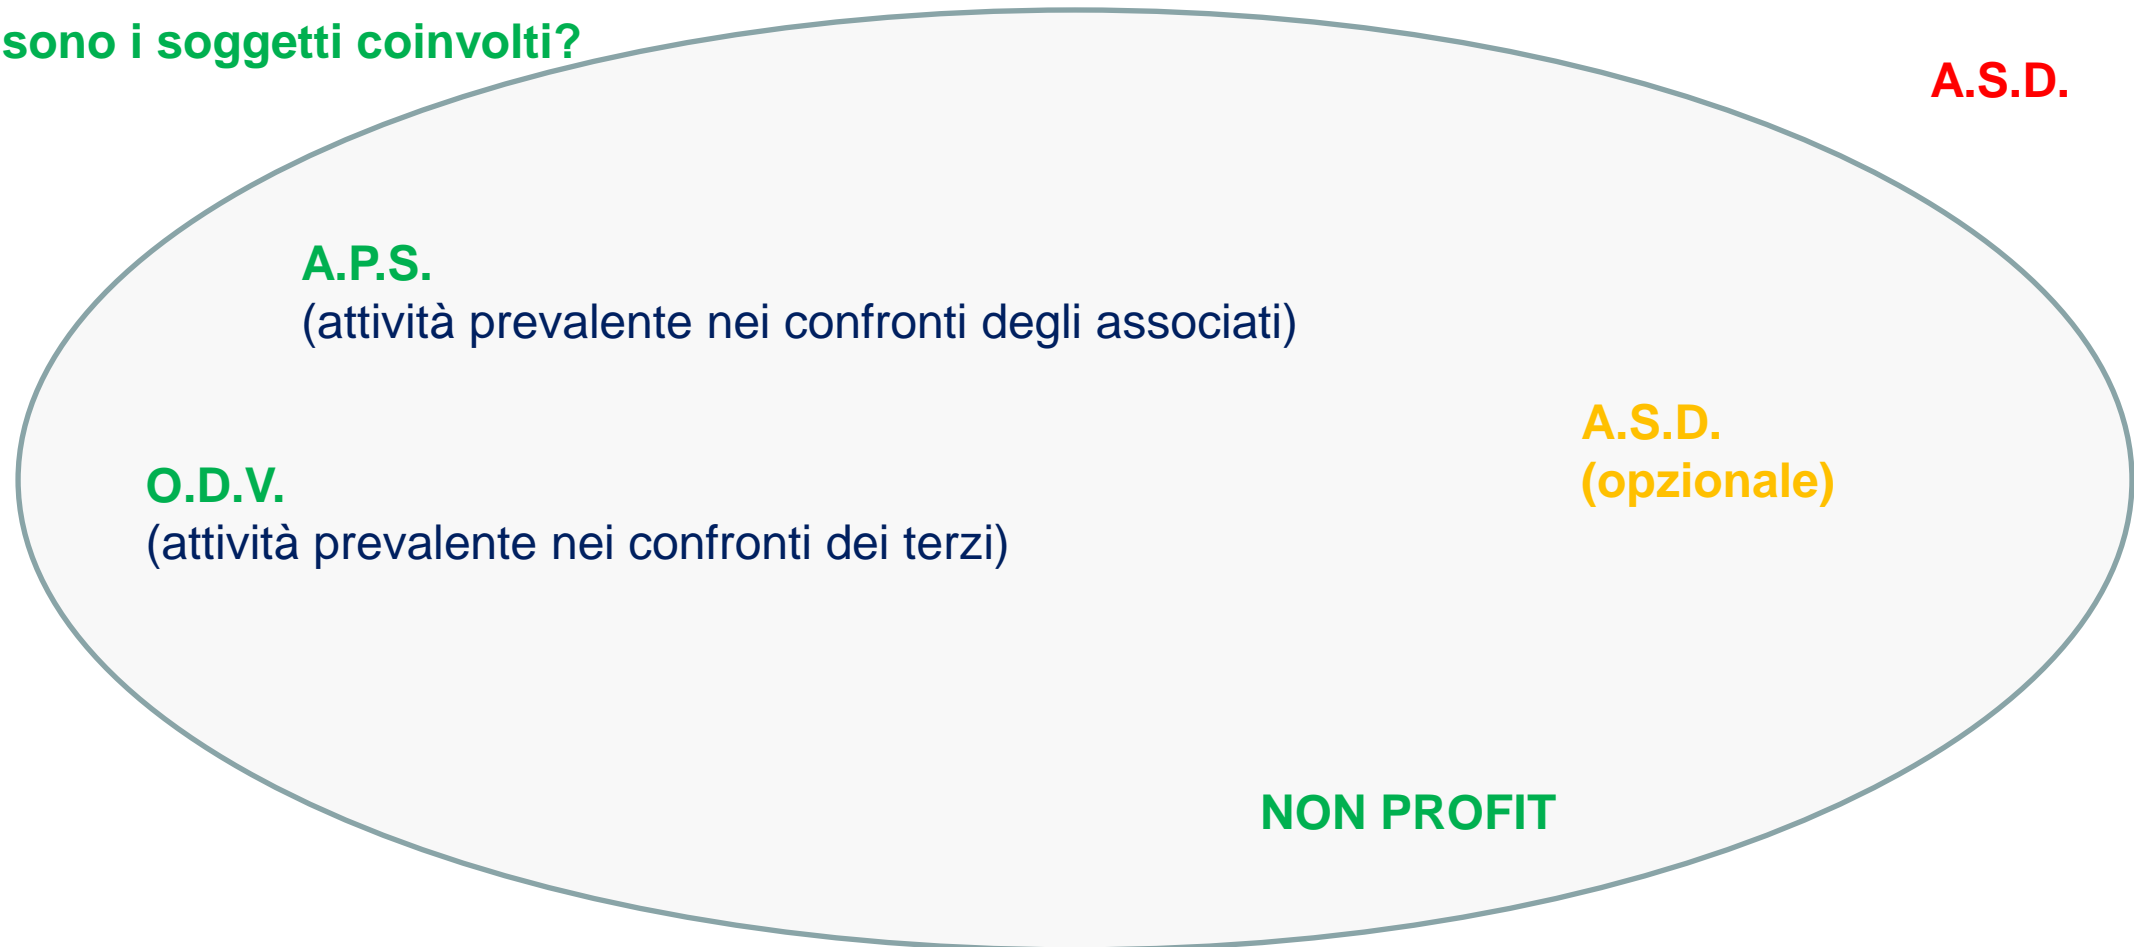 sono i soggetti coinvolti?
A.S.D.
A.P.S.
(attività prevalente nei confronti degli associati)
A.S.D.
(opzionale)
O.D.V.
(attività prevalente nei confronti dei terzi)
NON PROFIT